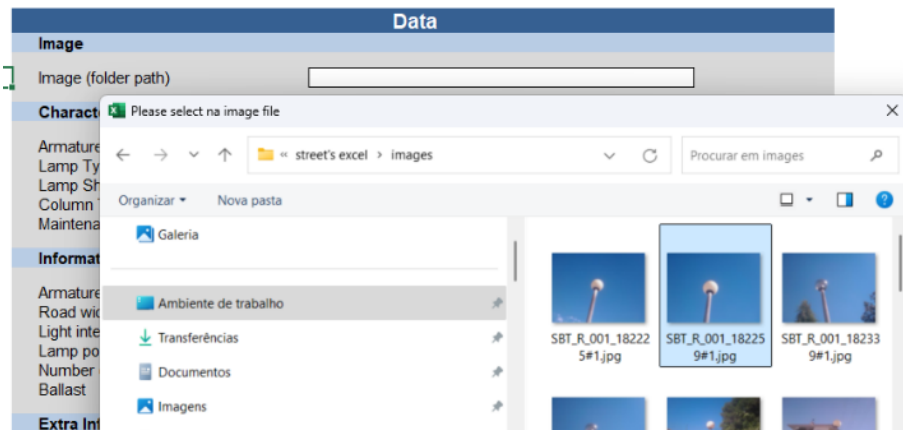 Data
Image
Image (folder path)
Charact
Please select na image file
Armature
Lamp Ty
Lamp Sh
Column
Maintena
« street's excel > images
Procurar em images
Organizar
Nova pasta
Galeria
Informat
Armature
Road wid
Light inte
Lamp po
Number
Ballast
Extra Inf
Ambiente de trabalho
Transferências
Documentos
Imagens
SBT_R_001_18222
5#1.jpg
SBT_R_001_18225
9#1.jpg
SBT_R_001_18233
9#1.jpg